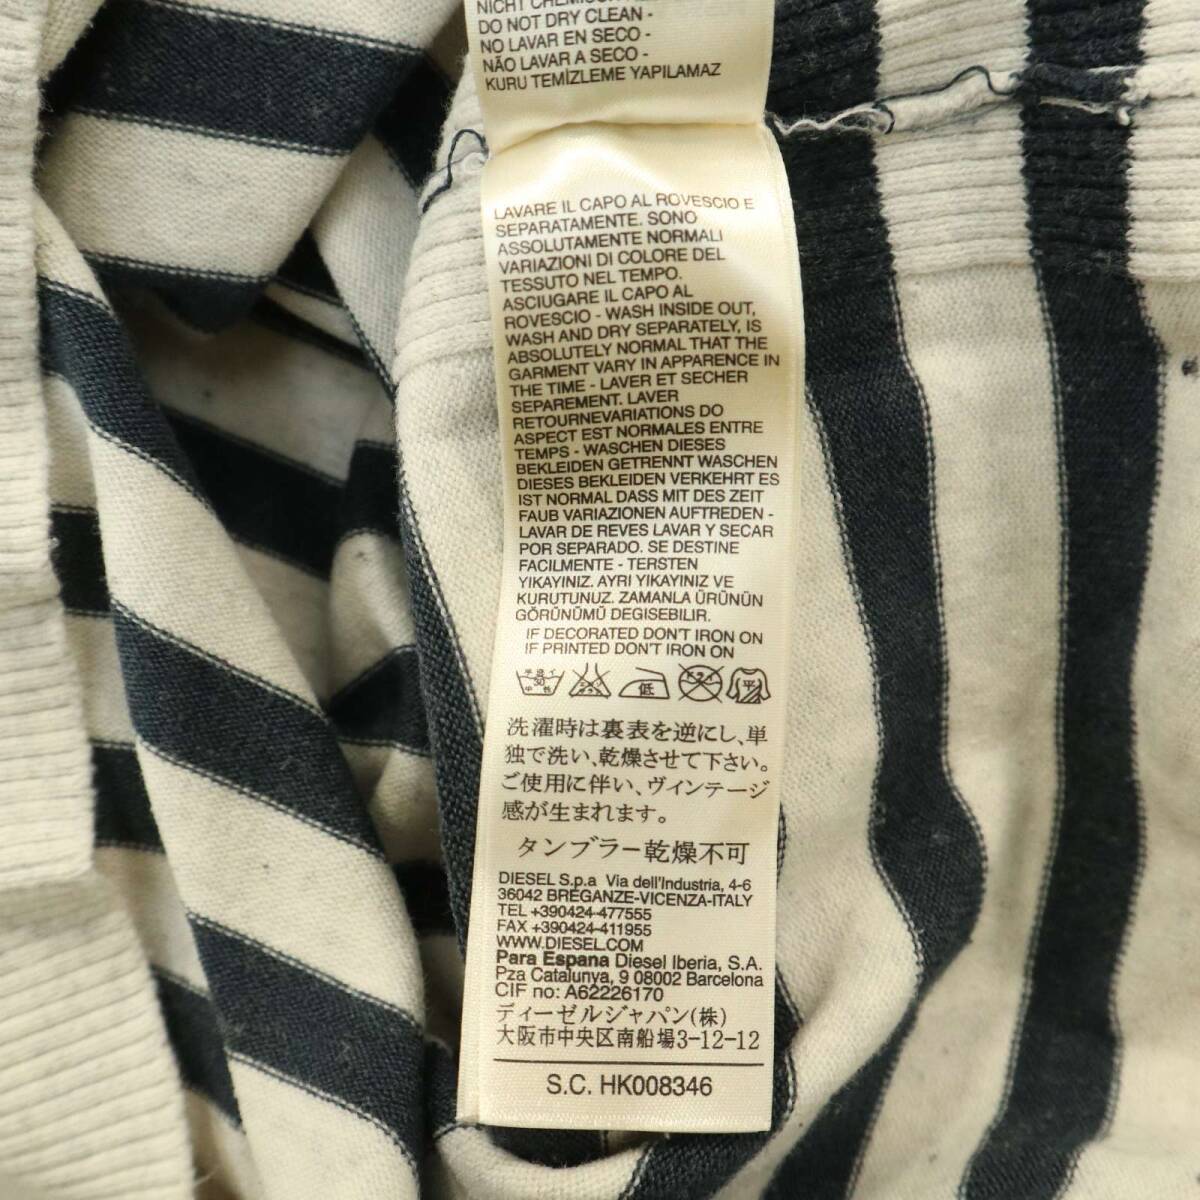 DO NOT DRY CLEAN -
NO LAVAR EN SECO -
NÃO LAVAR A SECO -
KURU TEMİZLEME YAPILAMAZ
LAVARE IL CAPO AL ROVESCIO E
SEPARATAMENTE. SONO
ASSOLUTAMENTE NORMALI
VARIAZIONI DI COLORE DEL
TESSUTO NEL TEMPO.
ASCIUGARE IL CAPO AL
ROVESCIO - WASH INSIDE OUT,
WASH AND DRY SEPARATELY, IS
ABSOLUTELY NORMAL THAT THE
GARMENT VARY IN APPARENCE IN
THE TIME - LAVER ET SECHER
SEPAREMENT. LAVER
RETOURNEVARIATIONS DO
ASPECT EST NORMALES ENTRE
TEMPS - WASCHEN DIESES
BEKLEIDEN GETRENNT WASCHEN
DIESES BEKLEIDEN VERKEHRT ES
IST NORMAL DASS MIT DES ZEIT
FAUB VARIAZIONEN AUFTREDEN -
LAVAR DE REVES LAVAR Y SECAR
POR SEPARADO. SE DESTINE
FACILMENTE - TERSTEN
YIKAYINIZ. AYRI YIKAYINIZ VE
KURUTUNUZ. ZAMANLA ÜRÜNÜN
GÖRÜNÜMÜ DEGISEBILIR.
IF DECORATED DON'T IRON ON
IF PRINTED DON'T IRON ON
手洗イ 30 中性 低 平
洗濯時は裏表を逆にし、単
独で洗い、乾燥させて下さい。
ご使用に伴い、ヴィンテージ
感が生まれます。
タンブラー乾燥不可
DIESEL S.p.a Via dell'Industria, 4-6
36042 BREGANZE-VICENZA-ITALY
TEL +390424-477555
FAX +390424-411955
WWW.DIESEL.COM
Para Espana Diesel Iberia, S.A.
Pza Catalunya, 9 08002 Barcelona
CIF no: A62226170
ディーゼルジャパン(株)
大阪市中央区南船場3-12-12
S.C. HK008346